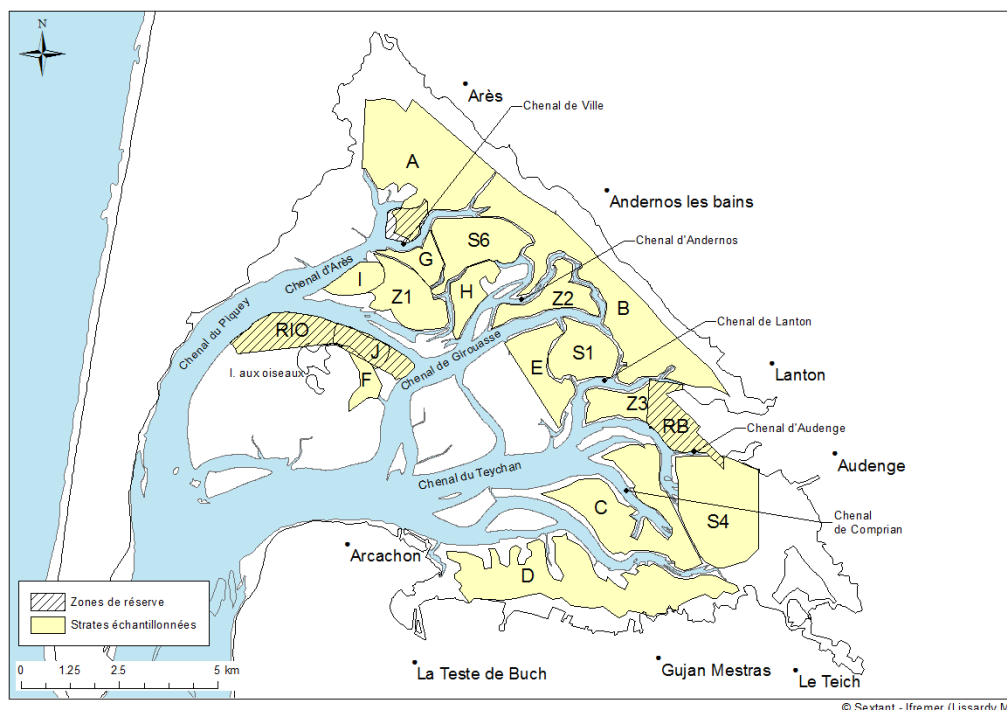 N
Arès
Chenal de Ville
A
Andernos les bains
S6
Chenal d'Andernos
G
Chenal d'Arès
I
Z1
H
Z2
B
Chenal de Lanton
Chenal du Piquey
RIO
J
Chenal de Girouasse
S1
E
Lanton
I. aux oiseaux
F
Z3
RB
Chenal d'Audenge
Audenge
Chenal du Teychan
C
S4
Chenal
de Comprian
Arcachon
D
Zones de réserve
Strates échantillonnées
0 1.25 2.5 5 km
La Teste de Buch
Gujan Mestras
Le Teich
© Sextant - Ifremer (Lissardy M